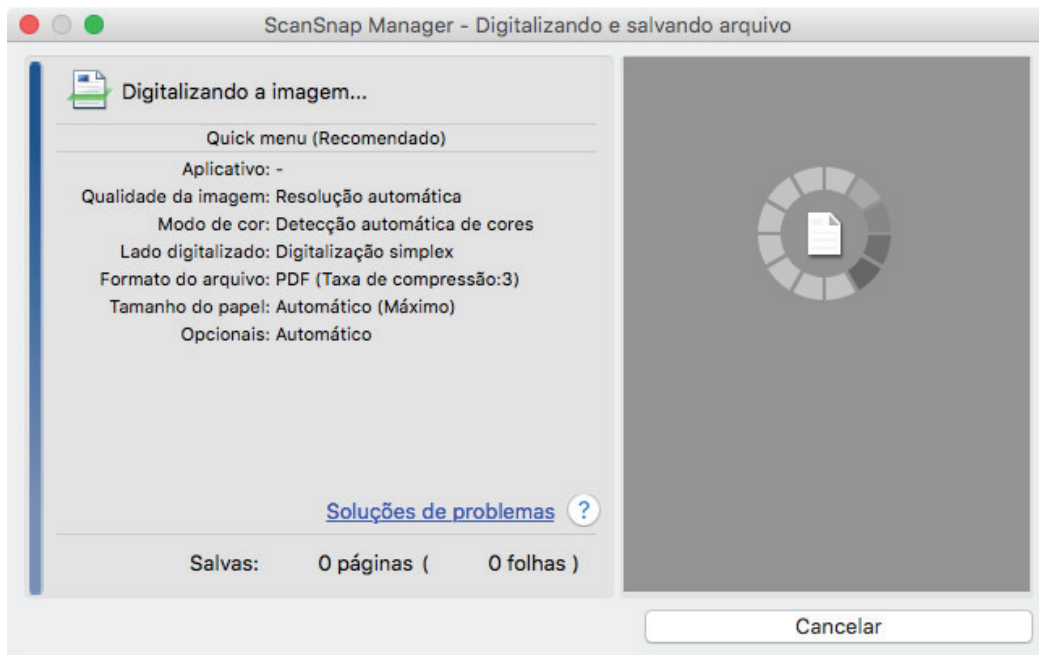 ScanSnap Manager - Digitalizando e salvando arquivo
Digitalizando a imagem...
Quick menu (Recomendado)
Aplicativo: -
Qualidade da imagem: Resolução automática
Modo de cor: Detecção automática de cores
Lado digitalizado: Digitalização simplex
Formato do arquivo: PDF (Taxa de compressão:3)
Tamanho do papel: Automático (Máximo)
Opcionais: Automático
Soluções de problemas ?
Salvas: 0 páginas ( 0 folhas )
Cancelar